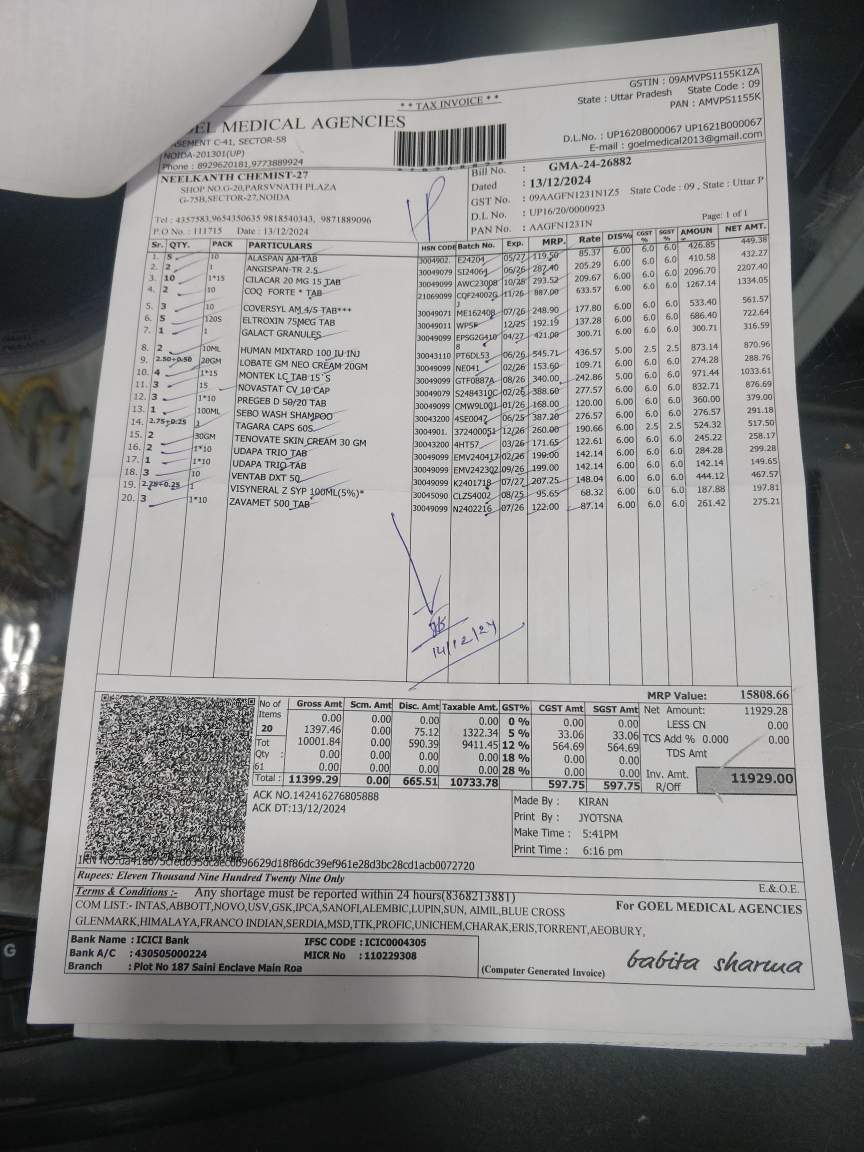 ** TAX INVOICE **
GSTIN : 09AMVPS1155K1ZA
State : Uttar Pradesh State Code : 09
PAN : AMVPS1155K
GOEL MEDICAL AGENCIES
BASEMENT C-41, SECTOR-58
NOIDA-201301(UP)
Phone : 8929620181,9773889924
D.L.No. : UP1620B000067 UP1621B000067
E-mail : goelmedical2013@gmail.com
NEELKANTH CHEMIST-27
SHOP NO.G-20,PARSVNATH PLAZA
G-75B,SECTOR-27,NOIDA
Tel : 4357583,9654350635 9818540343, 9871889096
P.O No. : 111715 Date : 13/12/2024
Bill No. : GMA-24-26882
Dated : 13/12/2024
GST No. : 09AAGFN1231N1Z5 State Code : 09 , State : Uttar P
D.L No. : UP16/20/0000923
PAN No. : AAGFN1231N
Page: 1 of 1
Sr. QTY. PACK PARTICULARS HSN CODE Batch No. Exp. MRP. Rate DIS% CGST % SGST % AMOUN NET AMT.
1. 5 10 ALASPAN AM TAB 3004902. E24204 05/27 119.50 85.37 6.00 6.0 6.0 426.85 449.38
2. 2 1 ANGISPAN-TR 2.5 30049079 SI24064 06/26 287.40 205.29 6.00 6.0 6.0 410.58 432.27
3. 10 1*15 CILACAR 20 MG 15 TAB 30049099 AWC23008 10/25 293.52 209.67 6.00 6.0 6.0 2096.70 2207.40
4. 2 10 COQ FORTE * TAB 21069099 CQF24002G 11/26 887.00 633.57 6.00 6.0 6.0 1267.14 1334.05
J
5. 3 10 COVERSYL AM 4/5 TAB*** 30049071 ME162408 07/26 248.90 177.80 6.00 6.0 6.0 533.40 561.57
6. 5 120S ELTROXIN 75MCG TAB 30049011 WP5F 12/25 192.19 137.28 6.00 6.0 6.0 686.40 722.64
7. 1 1 GALACT GRANULES 30049099 EPSG2G410 04/27 421.00 300.71 6.00 6.0 6.0 300.71 316.59
8
8. 2 10ML HUMAN MIXTARD 100 IU INJ 30043110 PT6DL53 06/26 545.71 436.57 5.00 2.5 2.5 873.14 870.96
9. 2.50+0.50 20GM LOBATE GM NEO CREAM 20GM 30049099 NE041 02/26 153.60 109.71 6.00 6.0 6.0 274.28 288.76
10. 4 1*15 MONTEK LC TAB 15`S 30049099 GTF0887A 08/26 340.00 242.86 5.00 6.0 6.0 971.44 1033.61
11. 3 15 NOVASTAT CV 10 CAP 30049079 S2484310C 02/26 388.60 277.57 6.00 6.0 6.0 832.71 876.69
12. 3 1*10 PREGEB D 50/20 TAB 30049099 CMW9L001 01/26 168.00 120.00 6.00 6.0 6.0 360.00 379.00
13. 1 100ML SEBO WASH SHAMPOO 30043200 4SE0047 06/25 387.20 276.57 6.00 6.0 6.0 276.57 291.18
14. 2.75+0.25 1 TAGARA CAPS 60S 3004901. 372400051 12/26 260.00 190.66 6.00 2.5 2.5 524.32 517.50
15. 2 30GM TENOVATE SKIN CREAM 30 GM 30043200 4HT57 03/26 171.65 122.61 6.00 6.0 6.0 245.22 258.17
16. 2 1*10 UDAPA TRIO TAB 30049099 EMV240417 02/26 199.00 142.14 6.00 6.0 6.0 284.28 299.28
17. 1 1*10 UDAPA TRIO TAB 30049099 EMV242302 09/26 199.00 142.14 6.00 6.0 6.0 142.14 149.65
18. 3 10 VENTAB DXT 50 30049099 K240171B 07/27 207.25 148.04 6.00 6.0 6.0 444.12 467.57
19. 2.75+0.25 1 VISYNERAL Z SYP 100ML(5%)* 30045090 CLZS4002 08/25 95.65 68.32 6.00 6.0 6.0 187.88 197.81
20. 3 1*10 ZAVAMET 500 TAB 30049099 N2402216 07/26 122.00 87.14 6.00 6.0 6.0 261.42 275.21
14/12/24
No of Items 20 Tot Qty : 61
Gross Amt Scm. Amt Disc. Amt Taxable Amt. GST% CGST Amt SGST Amt
0.00 0.00 0.00 0.00 0 % 0.00 0.00
1397.46 0.00 75.12 1322.34 5 % 33.06 33.06
10001.84 0.00 590.39 9411.45 12 % 564.69 564.69
0.00 0.00 0.00 0.00 18 % 0.00 0.00
0.00 0.00 0.00 0.00 28 % 0.00 0.00
Total : 11399.29 0.00 665.51 10733.78 597.75 597.75
MRP Value: 15808.66
Net Amount: 11929.28
LESS CN 0.00
TCS Add % 0.000 0.00
TDS Amt
Inv. Amt. 11929.00
R/Off
ACK NO.142416276805888
ACK DT:13/12/2024
Made By : KIRAN
Print By : JYOTSNA
Make Time : 5:41PM
Print Time : 6:16 pm
Rupees: Eleven Thousand Nine Hundred Twenty Nine Only
E.& O.E.
Terms & Conditions :- Any shortage must be reported within 24 hours(8368213881)
COM LIST:- INTAS,ABBOTT,NOVO,USV,GSK,IPCA,SANOFI,ALEMBIC,LUPIN,SUN, AIMIL,BLUE CROSS
GLENMARK,HIMALAYA,FRANCO INDIAN,SERDIA,MSD,TTK,PROFIC,UNICHEM,CHARAK,ERIS,TORRENT,AEOBURY,
For GOEL MEDICAL AGENCIES
Bank Name : ICICI Bank IFSC CODE : ICIC0004305
Bank A/C : 430505000224 MICR No : 110229308
Branch : Plot No 187 Saini Enclave Main Roa
(Computer Generated Invoice)
babita sharma
G